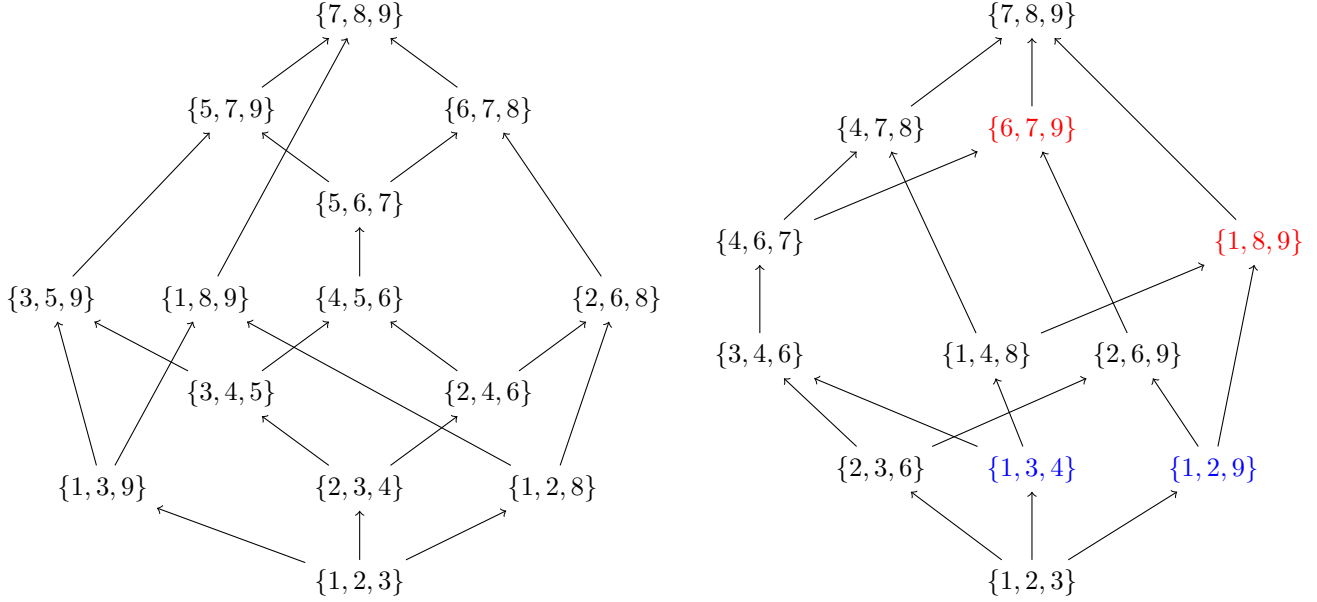 {7, 8, 9}
{5, 7, 9} {6, 7, 8}
{5, 6, 7}
{3, 5, 9} {1, 8, 9} {4, 5, 6} {2, 6, 8}
{3, 4, 5} {2, 4, 6}
{1, 3, 9} {2, 3, 4} {1, 2, 8}
{1, 2, 3}
{7, 8, 9}
{4, 7, 8} {6, 7, 9}
{4, 6, 7} {1, 8, 9}
{3, 4, 6} {1, 4, 8} {2, 6, 9}
{2, 3, 6} {1, 3, 4} {1, 2, 9}
{1, 2, 3}